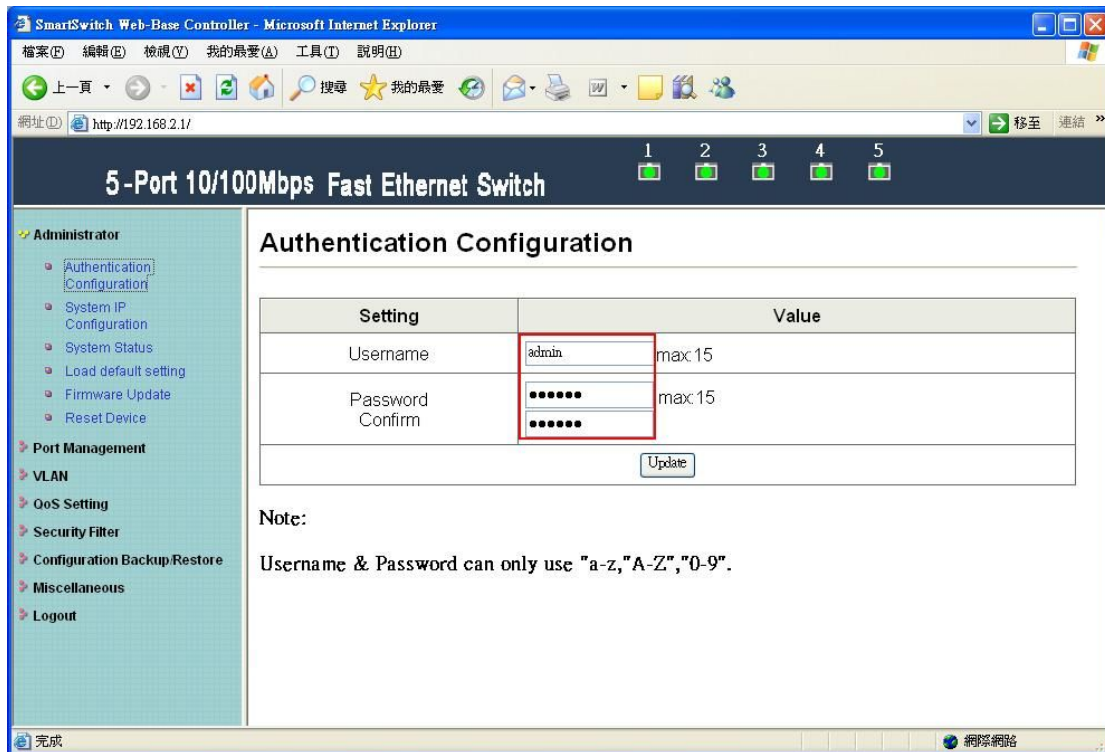 SmartSwitch Web-Base Controller - Microsoft Internet Explorer
檔案(F) 編輯(E) 檢視(V) 我的最愛(A) 工具(T) 說明(H)
上一頁 搜尋 我的最愛
網址(D) http://192.168.2.1/ 移至 連結 »
1 2 3 4 5
5-Port 10/100Mbps Fast Ethernet Switch
Administrator
Authentication
Configuration
System IP
Configuration
System Status
Load default setting
Firmware Update
Reset Device
Port Management
VLAN
QoS Setting
Security Filter
Configuration Backup/Restore
Miscellaneous
Logout
Authentication Configuration
Setting Value
Username admin max:15
Password •••••• max:15
Confirm ••••••
Update
Note:
Username & Password can only use "a-z,"A-Z","0-9".
完成 網際網路